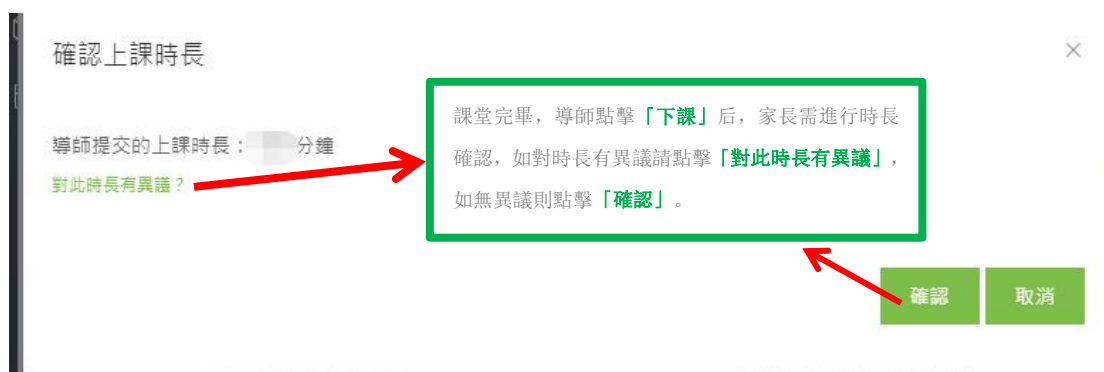 確認上課時長
×
導師提交的上課時長： 分鐘
對此時長有異議？
課堂完畢，導師點擊「下課」后，家長需進行時長
確認，如對時長有異議請點擊「對此時長有異議」，
如無異議則點擊「確認」。
確認
取消